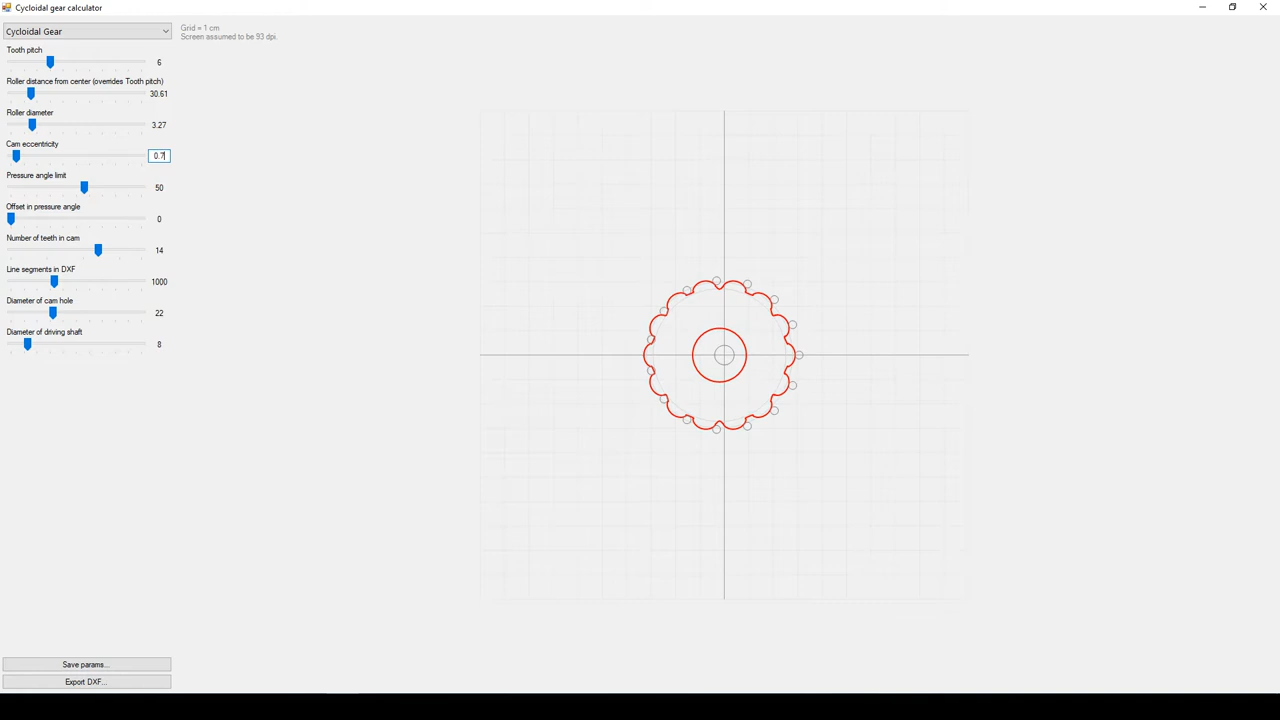 Cycloidal gear calculator
Cycloidal Gear
Grid = 1 cm
Screen assumed to be 93 dpi.
Tooth pitch
6
Roller distance from center (overrides Tooth pitch)
30.61
Roller diameter
3.27
Cam eccentricity
0.7
Pressure angle limit
50
Offset in pressure angle
0
Number of teeth in cam
14
Line segments in DXF
1000
Diameter of cam hole
22
Diameter of driving shaft
8
Save params...
Export DXF...